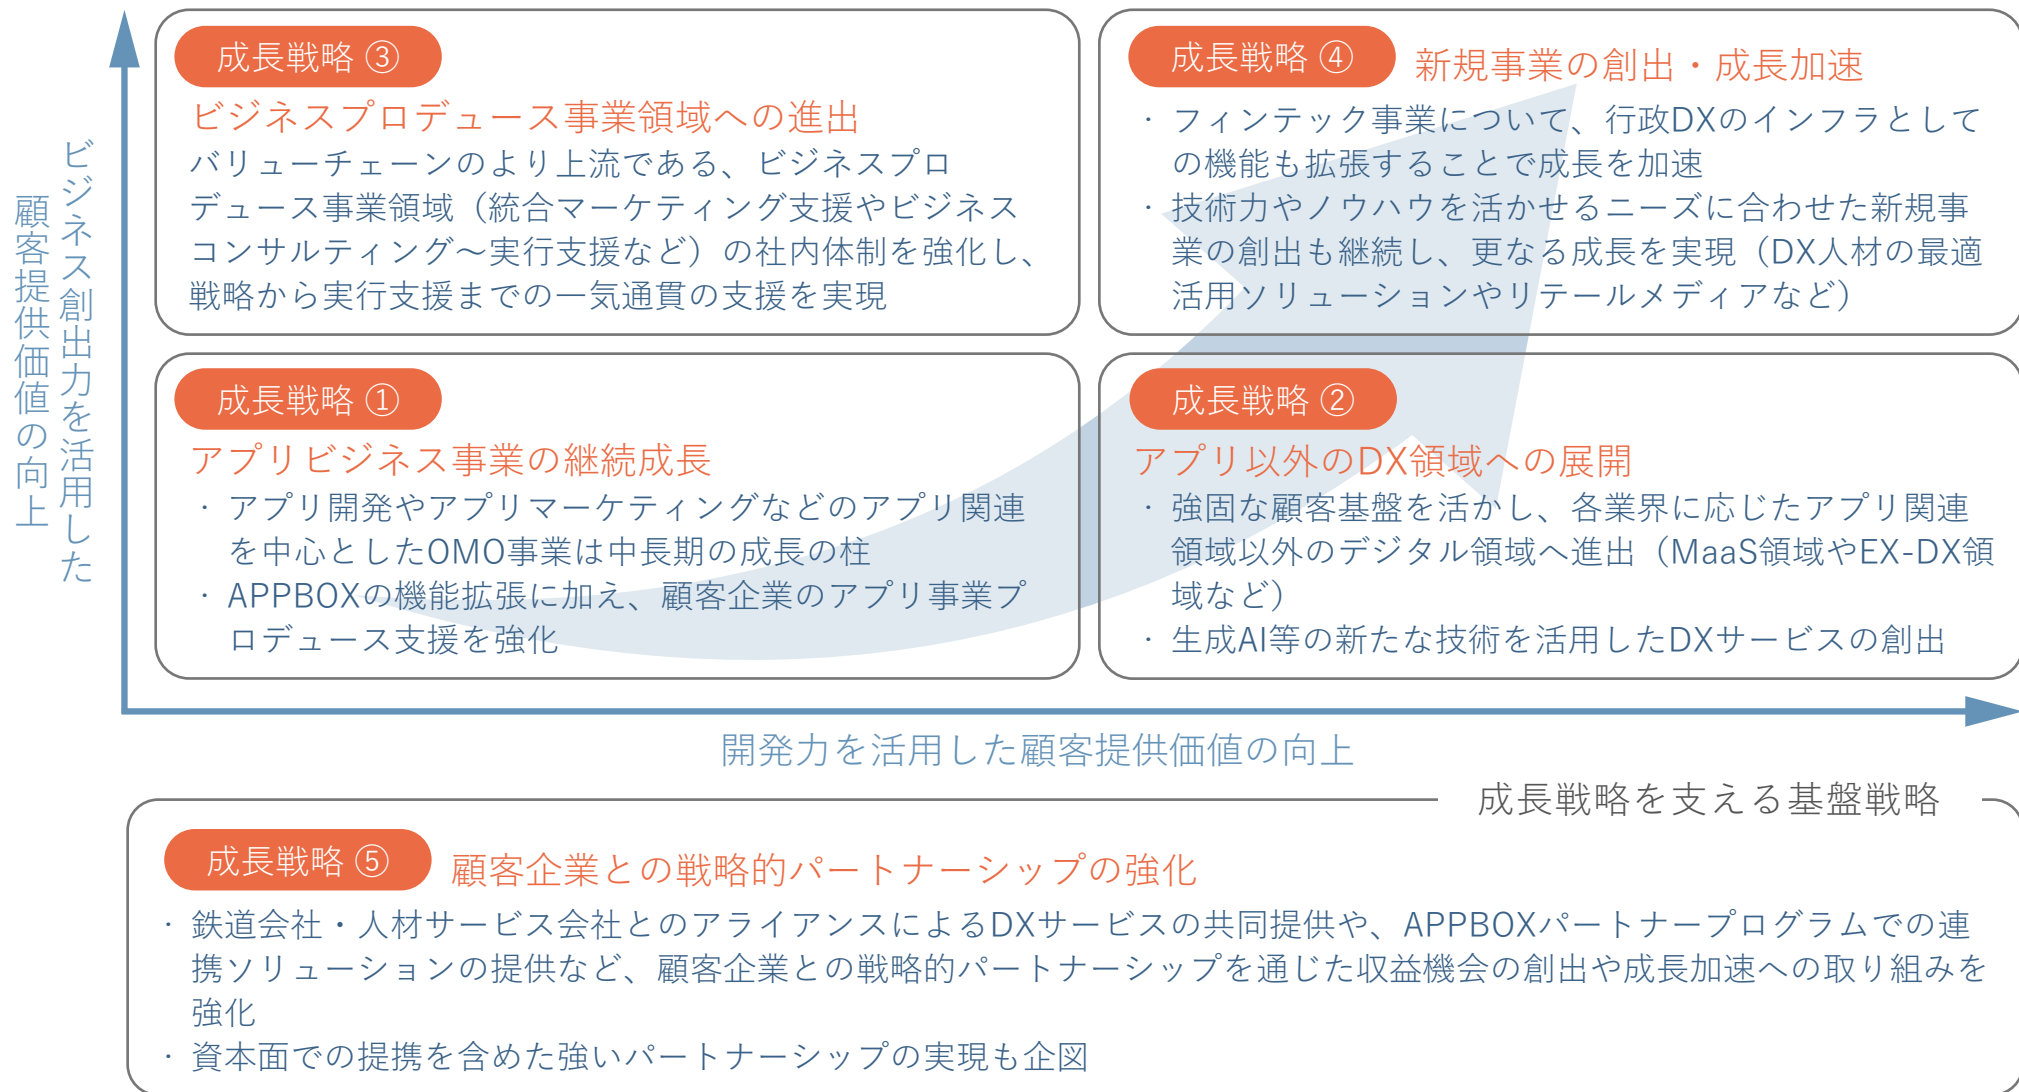 ビジネス創出力を活用した
顧客提供価値の向上
成長戦略 ③
ビジネスプロデュース事業領域への進出
バリューチェーンのより上流である、ビジネスプロ
デュース事業領域（統合マーケティング支援やビジネス
コンサルティング～実行支援など）の社内体制を強化し、
戦略から実行支援までの一気通貫の支援を実現
成長戦略 ④
新規事業の創出・成長加速
· フィンテック事業について、行政DXのインフラとして
の機能も拡張することで成長を加速
· 技術力やノウハウを活かせるニーズに合わせた新規事
業の創出も継続し、更なる成長を実現（DX人材の最適
活用ソリューションやリテールメディアなど）
成長戦略 ①
アプリビジネス事業の継続成長
· アプリ開発やアプリマーケティングなどのアプリ関連
を中心としたOMO事業は中長期の成長の柱
· APPBOXの機能拡張に加え、顧客企業のアプリ事業プ
ロデュース支援を強化
成長戦略 ②
アプリ以外のDX領域への展開
· 強固な顧客基盤を活かし、各業界に応じたアプリ関連
領域以外のデジタル領域へ進出（MaaS領域やEX-DX領
域など）
· 生成AI等の新たな技術を活用したDXサービスの創出
開発力を活用した顧客提供価値の向上
成長戦略を支える基盤戦略
成長戦略 ⑤
顧客企業との戦略的パートナーシップの強化
· 鉄道会社・人材サービス会社とのアライアンスによるDXサービスの共同提供や、APPBOXパートナープログラムでの連
携ソリューションの提供など、顧客企業との戦略的パートナーシップを通じた収益機会の創出や成長加速への取り組みを
強化
· 資本面での提携を含めた強いパートナーシップの実現も企図